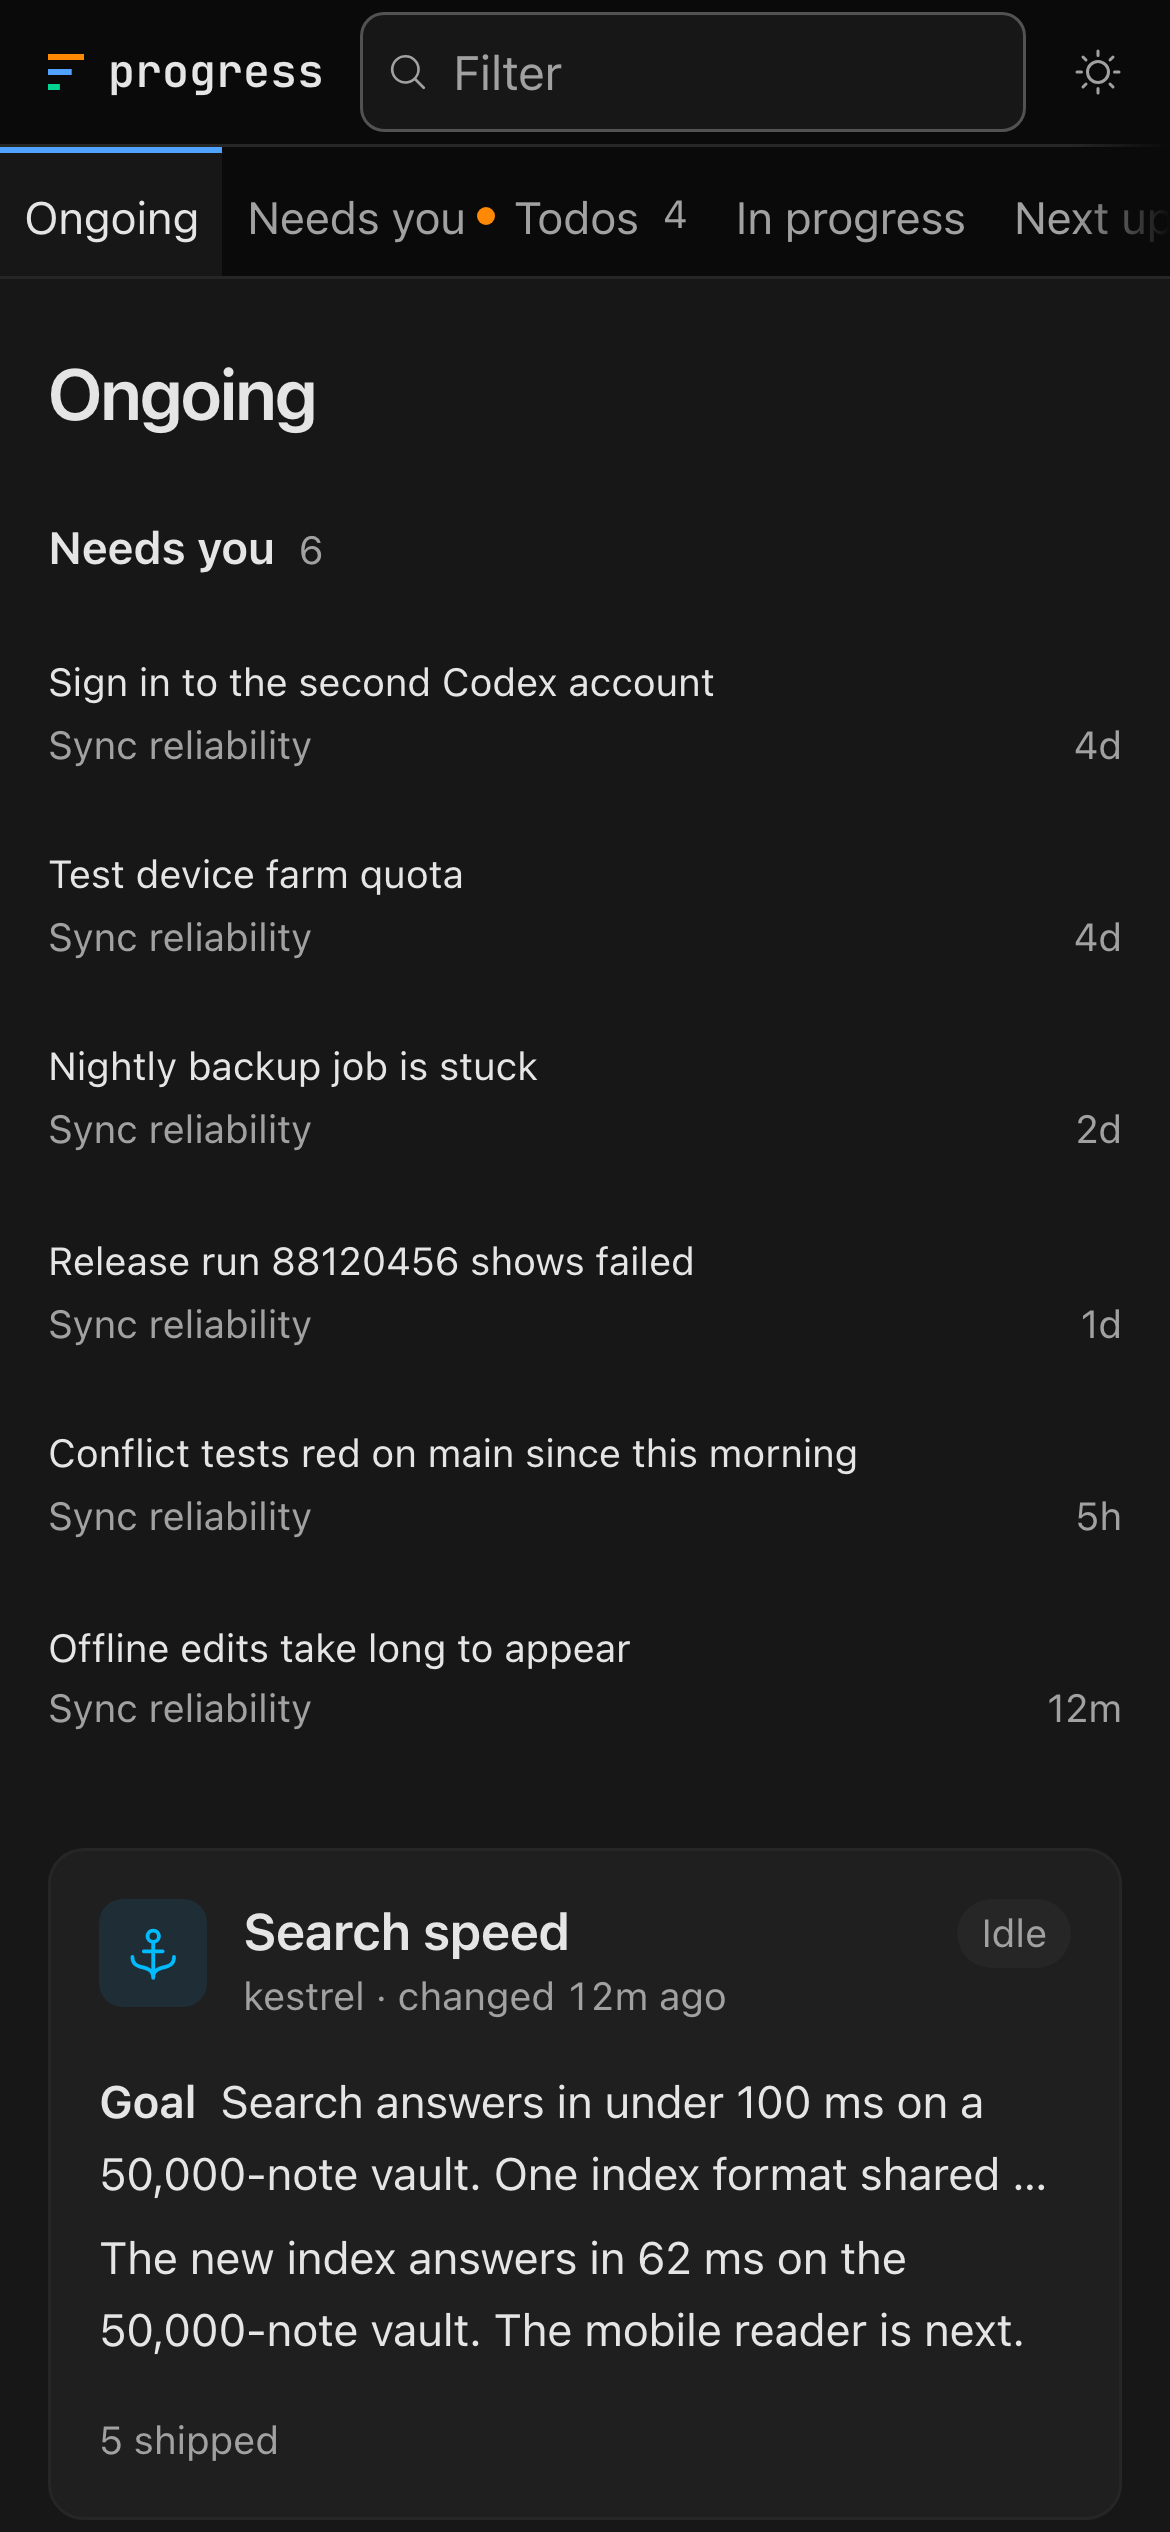 progress
Filter
Ongoing
Needs you
Todos 4
In progress
Next up
Ongoing
Needs you 6
Sign in to the second Codex account
Sync reliability 4d
Test device farm quota
Sync reliability 4d
Nightly backup job is stuck
Sync reliability 2d
Release run 88120456 shows failed
Sync reliability 1d
Conflict tests red on main since this morning
Sync reliability 5h
Offline edits take long to appear
Sync reliability 12m
Search speed
Idle
kestrel · changed 12m ago
Goal Search answers in under 100 ms on a
50,000-note vault. One index format shared ...
The new index answers in 62 ms on the
50,000-note vault. The mobile reader is next.
5 shipped